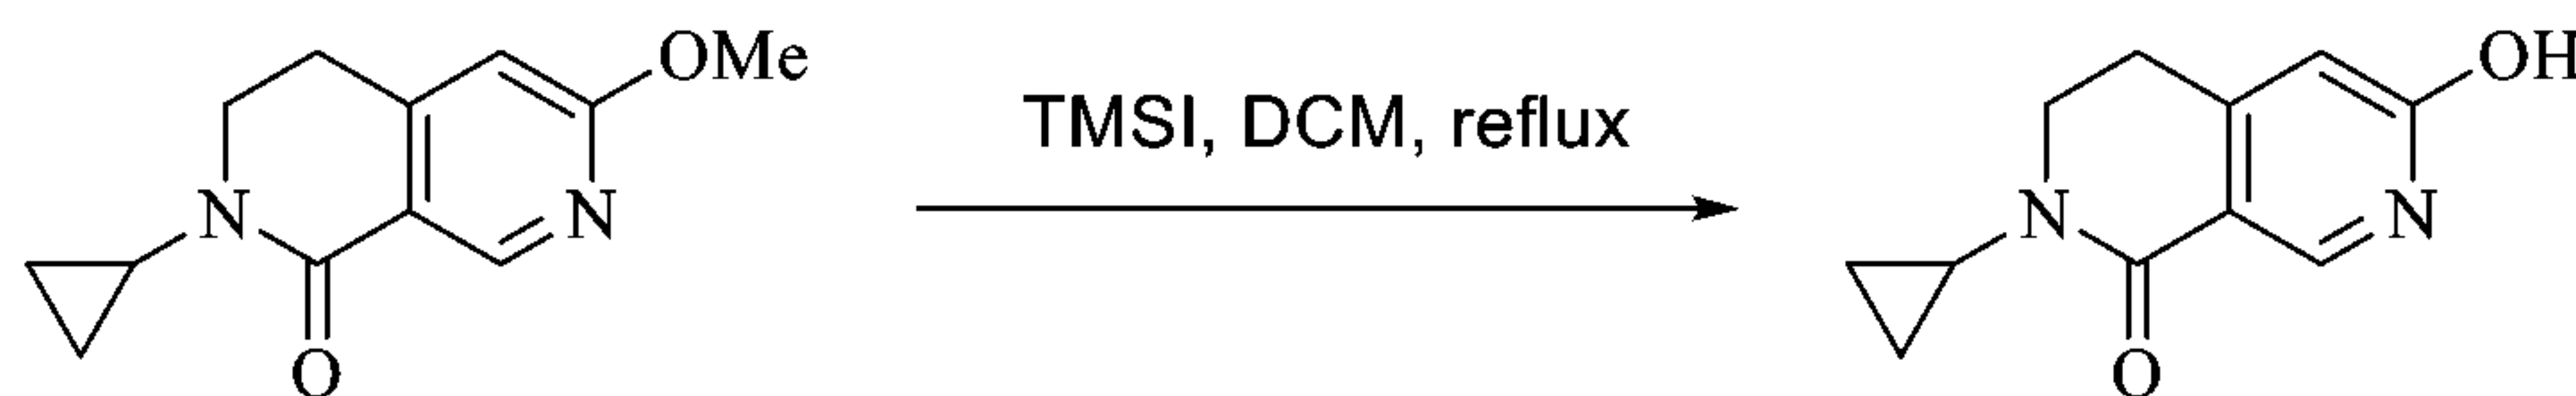 OMe
N
N
O
TMSI, DCM, reflux
OH
N
N
O